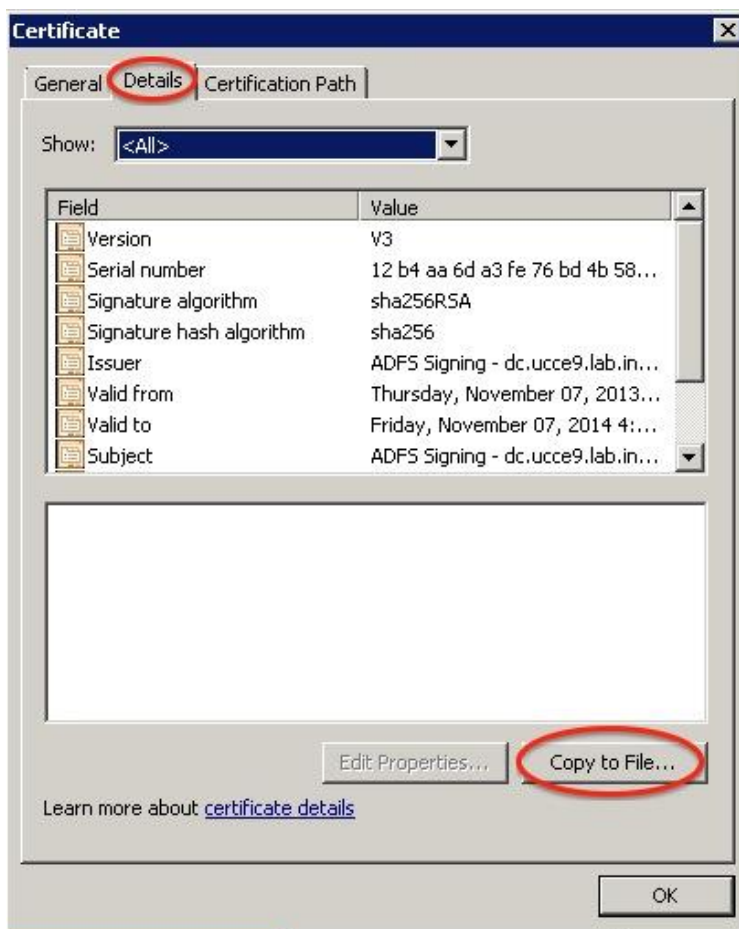 Certificate
General Details Certification Path
Show: <All>
Field Value
Version V3
Serial number 12 b4 aa 6d a3 fe 76 bd 4b 58...
Signature algorithm sha256RSA
Signature hash algorithm sha256
Issuer ADFS Signing - dc.ucce9.lab.in...
Valid from Thursday, November 07, 2013...
Valid to Friday, November 07, 2014 4:...
Subject ADFS Signing - dc.ucce9.lab.in...
Edit Properties... Copy to File...
Learn more about certificate details
OK